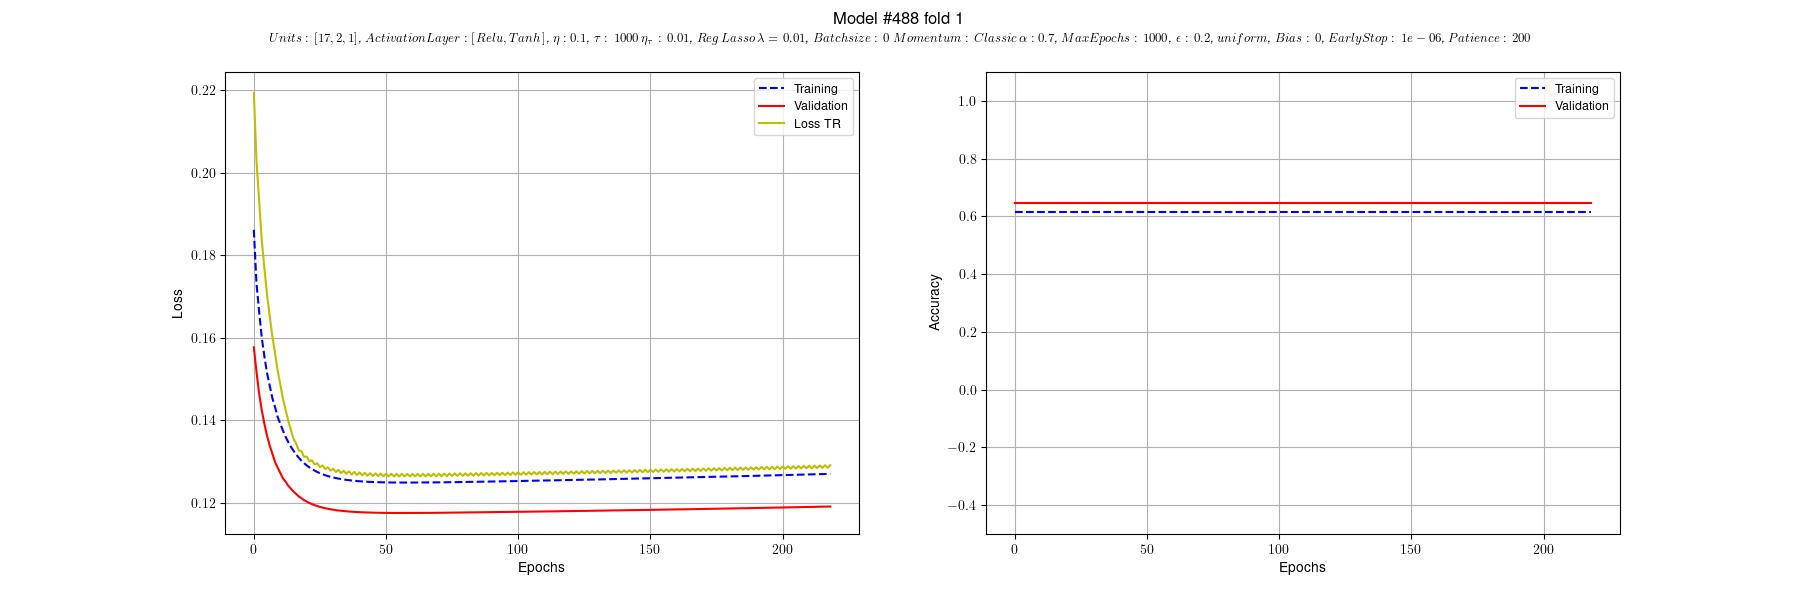 Model #488 fold 1
Units : [17, 2, 1], ActivationLayer : [Relu, Tanh], η : 0.1, τ : 1000 η_τ : 0.01, Reg Lasso λ = 0.01, Batchsize : 0 Momentum : Classic α : 0.7, MaxEpochs : 1000, ϵ : 0.2, uniform, Bias : 0, EarlyStop : 1e − 06, Patience : 200
Training
Validation
Loss TR
0.22
0.20
0.18
0.16
0.14
0.12
Loss
0
50
100
150
200
Epochs
Training
Validation
1.0
0.8
0.6
0.4
0.2
0.0
−0.2
−0.4
Accuracy
0
50
100
150
200
Epochs